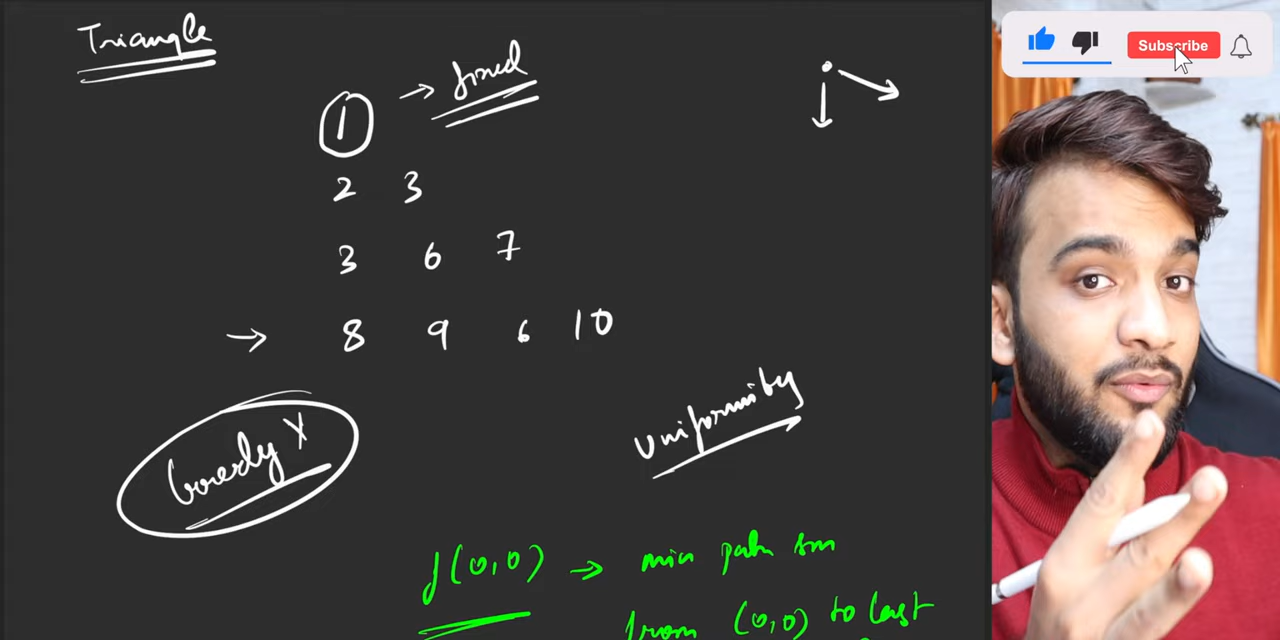 Triangle
Subscribe
1 → fixed
2 3
3 6 7
→ 8 9 6 10
Greedy X
uniformity
f(0,0) → min path sum
from (0,0) to last